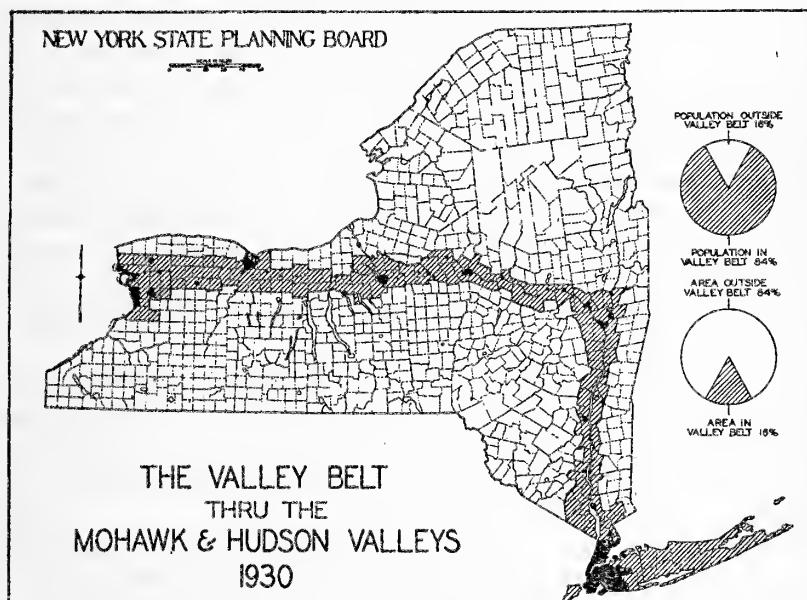 NEW YORK STATE PLANNING BOARD
POPULATION OUTSIDE
VALLEY BELT 16%
POPULATION IN
VALLEY BELT 84%
AREA OUTSIDE
VALLEY BELT 84%
AREA IN
VALLEY BELT 16%
THE VALLEY BELT
THRU THE
MOHAWK & HUDSON VALLEYS
1930